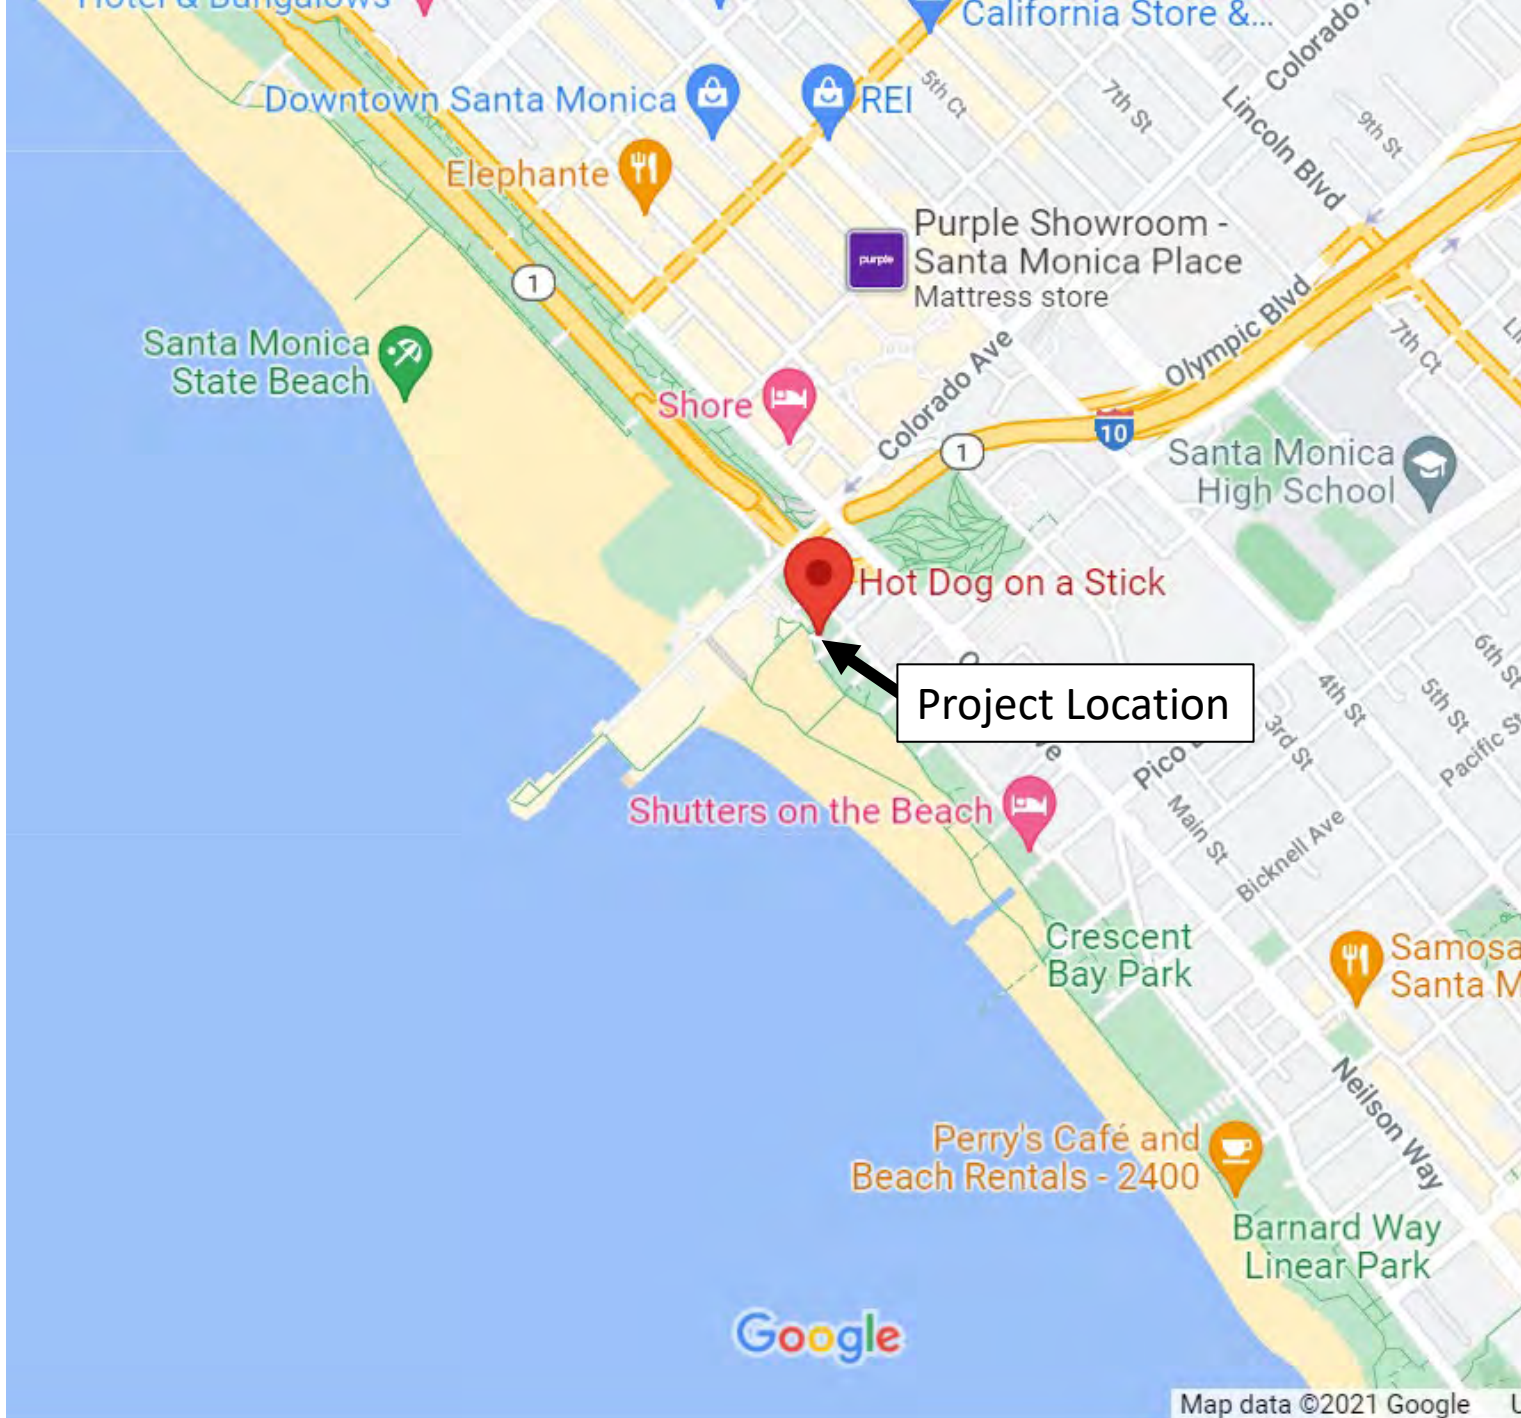 Hotel & Bungalows
California Store &...
Colorado
Downtown Santa Monica
REI
5th Ct
7th St
Lincoln Blvd
9th St
Elephante
Purple Showroom -
purple
Santa Monica Place
Mattress store
1
Olympic Blvd
7th Ct
Santa Monica
State Beach
Shore
Colorado Ave
10
1
Santa Monica
High School
Hot Dog on a Stick
Project Location
6th St
4th St
5th St
3rd St
Pacific St
Pico
Shutters on the Beach
Main St
Bicknell Ave
Crescent
Bay Park
Samosa
Santa M
Neilson Way
Perry's Café and
Beach Rentals - 2400
Barnard Way
Linear Park
Google
Map data ©2021 Google